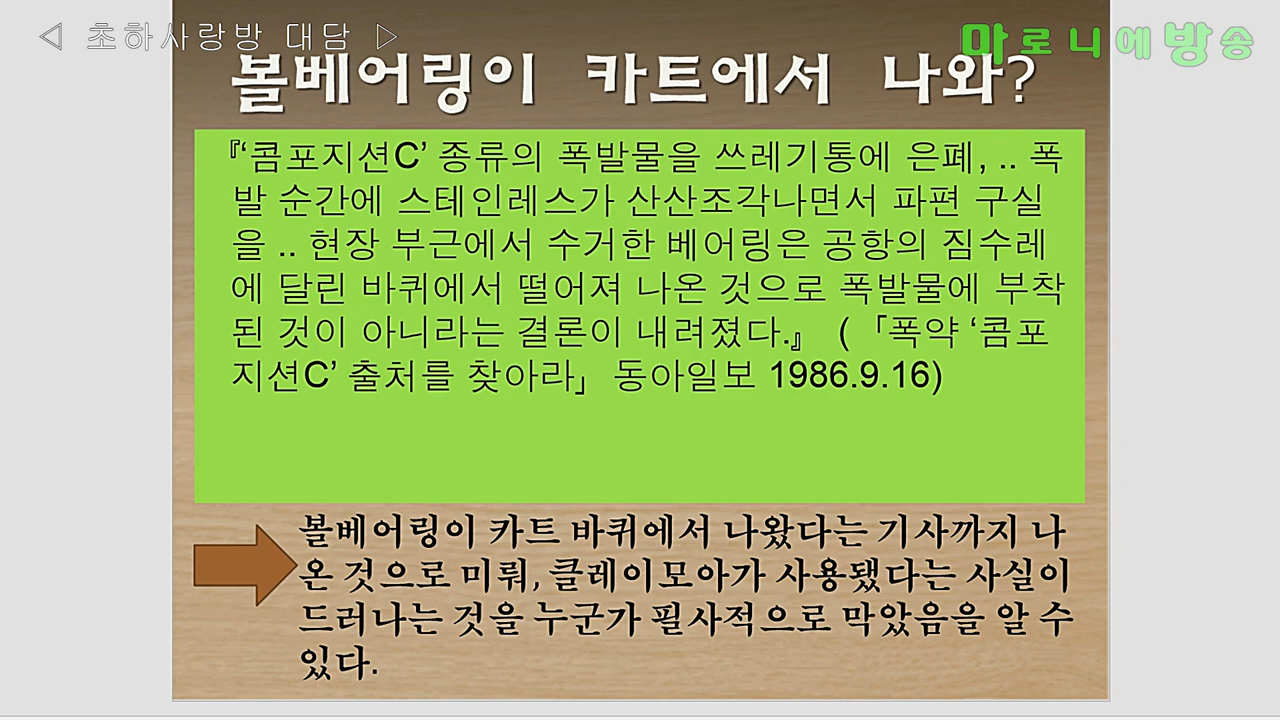 ◁ 초하사랑방 대담 ▷
마로니에방송
볼베어링이 카트에서 나와?
『‘콤포지션C’ 종류의 폭발물을 쓰레기통에 은폐, .. 폭
발 순간에 스테인레스가 산산조각나면서 파편 구실
을 .. 현장 부근에서 수거한 베어링은 공항의 짐수레
에 달린 바퀴에서 떨어져 나온 것으로 폭발물에 부착
된 것이 아니라는 결론이 내려졌다.』 (「폭약 ‘콤포
지션C’ 출처를 찾아라」 동아일보 1986.9.16)
볼베어링이 카트 바퀴에서 나왔다는 기사까지 나
온 것으로 미뤄, 클레이모아가 사용됐다는 사실이
드러나는 것을 누군가 필사적으로 막았음을 알 수
있다.